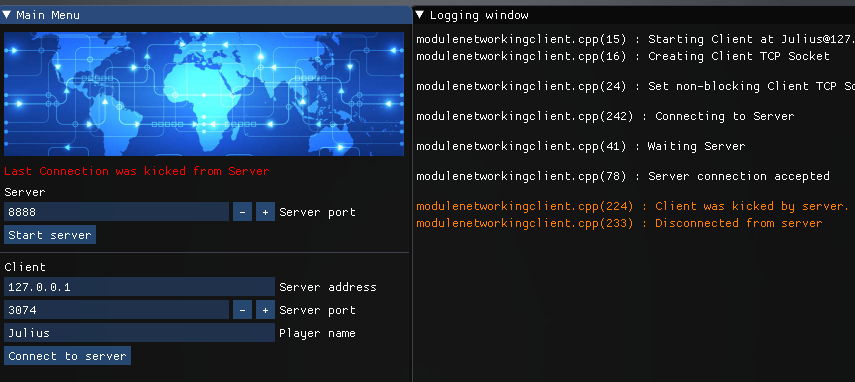 Main Menu
Last Connection was kicked from Server
Server
8888 - + Server port
Start server
Client
127.0.0.1 Server address
3074 - + Server port
Julius Player name
Connect to server
Logging window
modulenetworkingclient.cpp(15) : Starting Client at Julius@127.
modulenetworkingclient.cpp(16) : Creating Client TCP Socket
modulenetworkingclient.cpp(24) : Set non-blocking Client TCP So
modulenetworkingclient.cpp(242) : Connecting to Server
modulenetworkingclient.cpp(41) : Waiting Server
modulenetworkingclient.cpp(78) : Server connection accepted
modulenetworkingclient.cpp(224) : Client was kicked by server.
modulenetworkingclient.cpp(233) : Disconnected from server